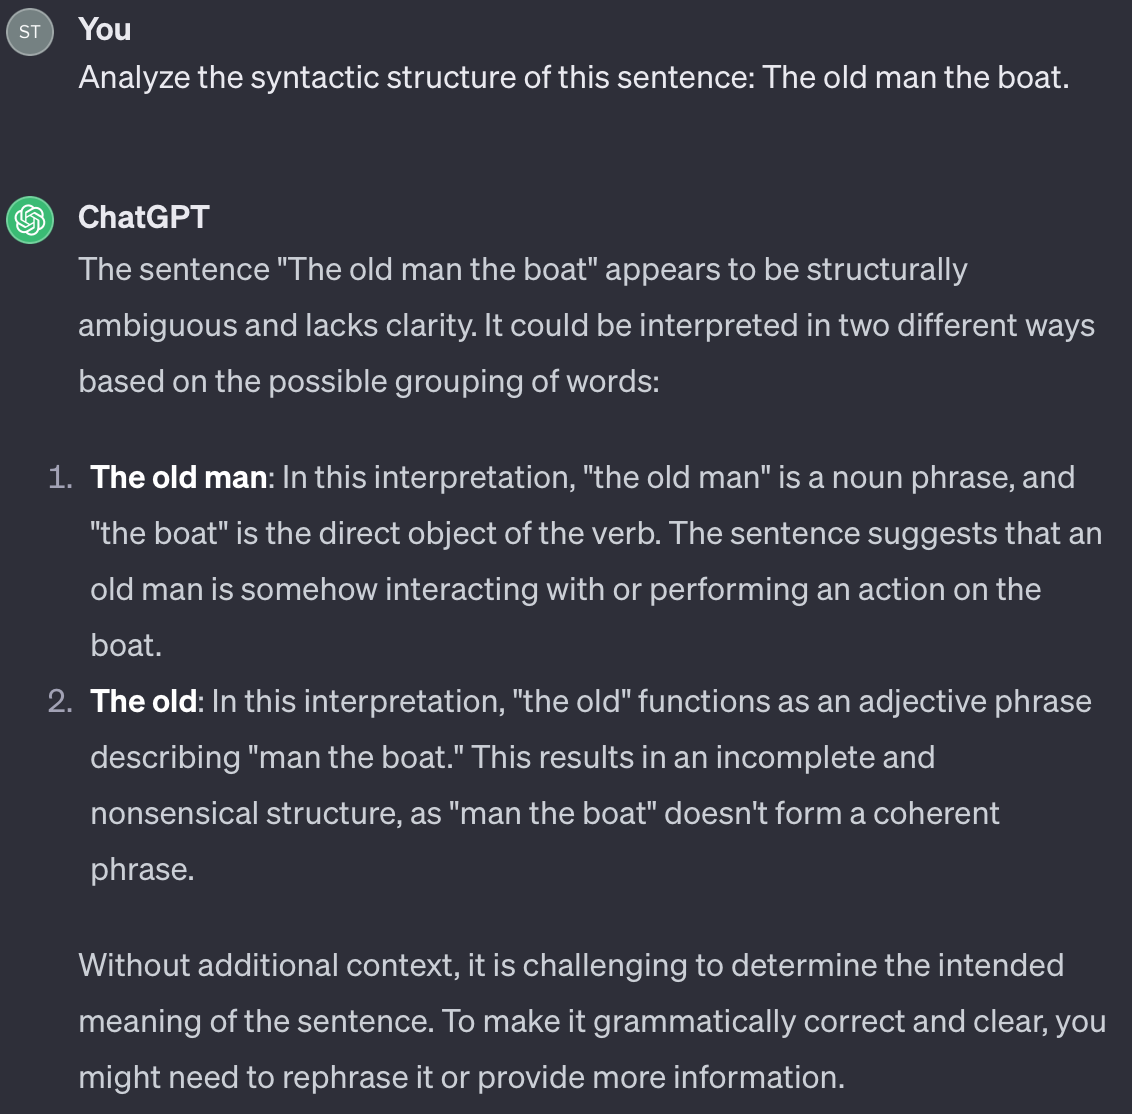 ST
You
Analyze the syntactic structure of this sentence: The old man the boat.
ChatGPT
The sentence "The old man the boat" appears to be structurally
ambiguous and lacks clarity. It could be interpreted in two different ways
based on the possible grouping of words:
1. The old man: In this interpretation, "the old man" is a noun phrase, and
"the boat" is the direct object of the verb. The sentence suggests that an
old man is somehow interacting with or performing an action on the
boat.
2. The old: In this interpretation, "the old" functions as an adjective phrase
describing "man the boat." This results in an incomplete and
nonsensical structure, as "man the boat" doesn't form a coherent
phrase.
Without additional context, it is challenging to determine the intended
meaning of the sentence. To make it grammatically correct and clear, you
might need to rephrase it or provide more information.